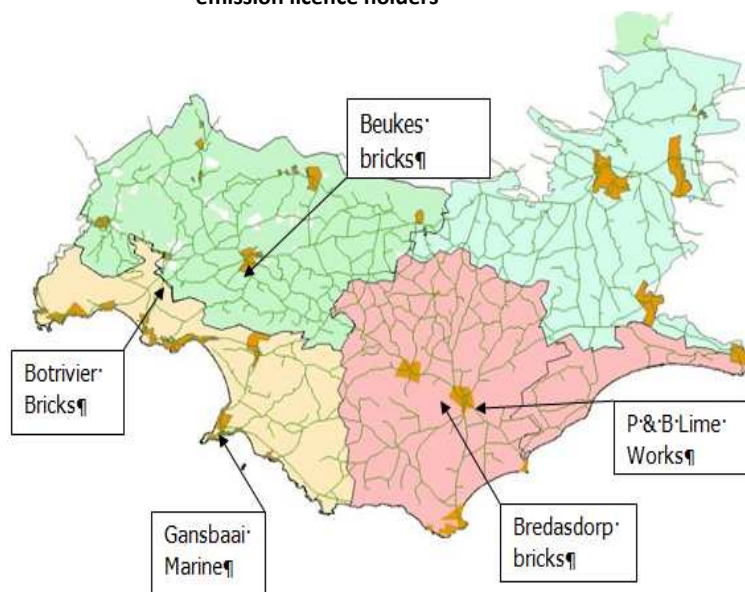 emission licence holders
Beukes·
bricks¶
Botrivier·
Bricks¶
P·&·B·Lime·
Works¶
Gansbaai·
Marine¶
Bredasdorp·
bricks¶